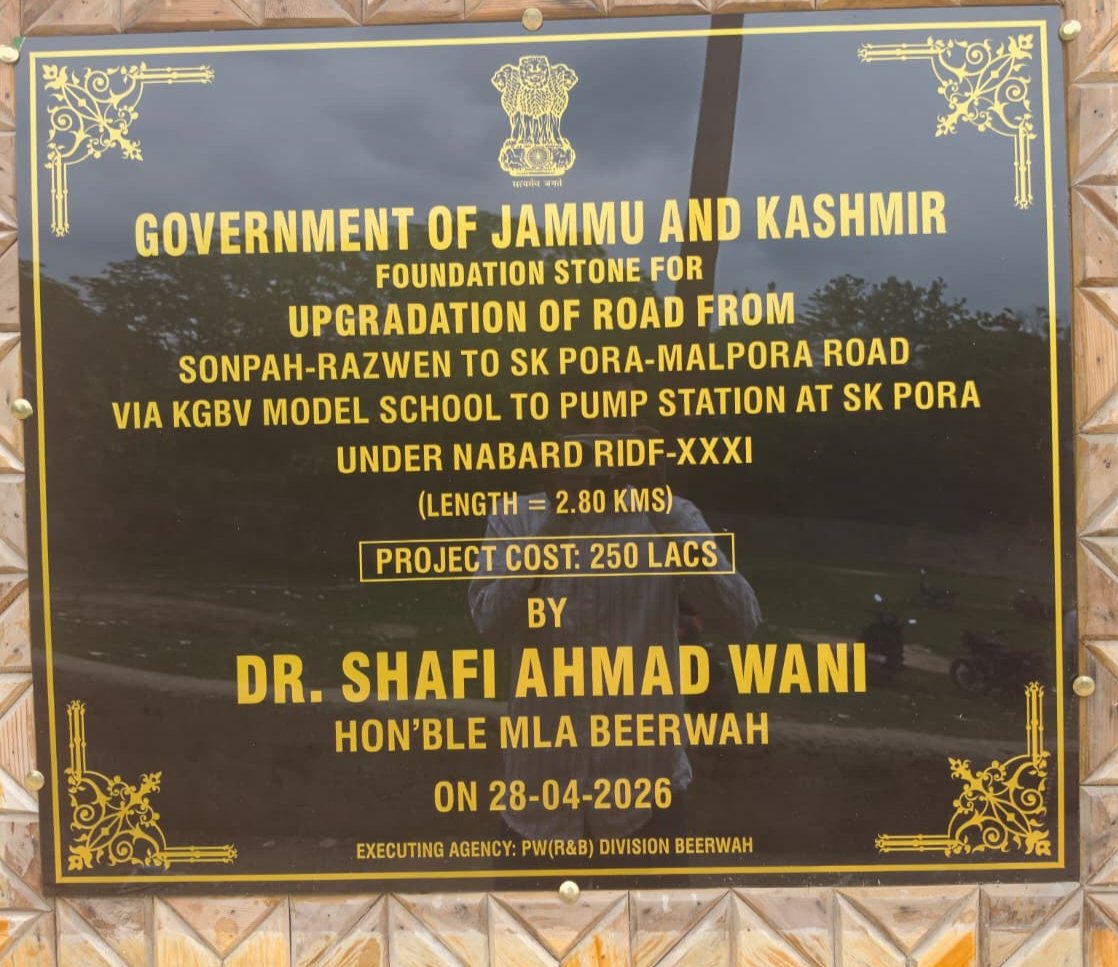 सत्यमेव जयते
GOVERNMENT OF JAMMU AND KASHMIR
FOUNDATION STONE FOR
UPGRADATION OF ROAD FROM
SONPAH-RAZWEN TO SK PORA-MALPORA ROAD
VIA KGBV MODEL SCHOOL TO PUMP STATION AT SK PORA
UNDER NABARD RIDF-XXXI
(LENGTH = 2.80 KMS)
PROJECT COST: 250 LACS
BY
DR. SHAFI AHMAD WANI
HON'BLE MLA BEERWAH
ON 28-04-2026
EXECUTING AGENCY: PW(R&B) DIVISION BEERWAH